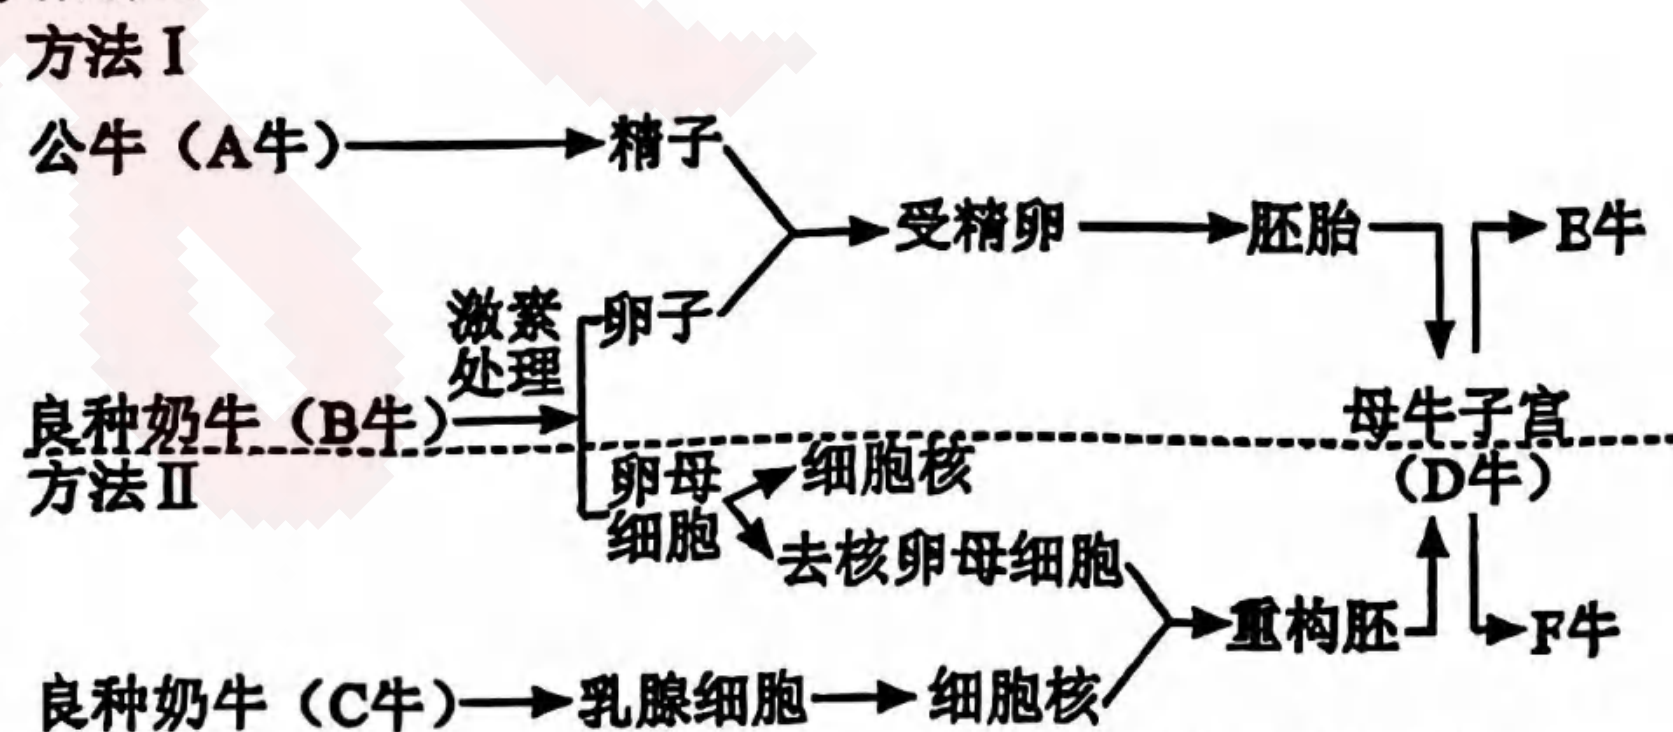 方法Ⅰ
公牛（A牛） 精子
受精卵 胚胎 E牛
激素处理 卵子
良种奶牛（B牛） 母牛子宫（D牛）
方法Ⅱ
卵母细胞 细胞核
去核卵母细胞
重构胚 F牛
良种奶牛（C牛） 乳腺细胞 细胞核